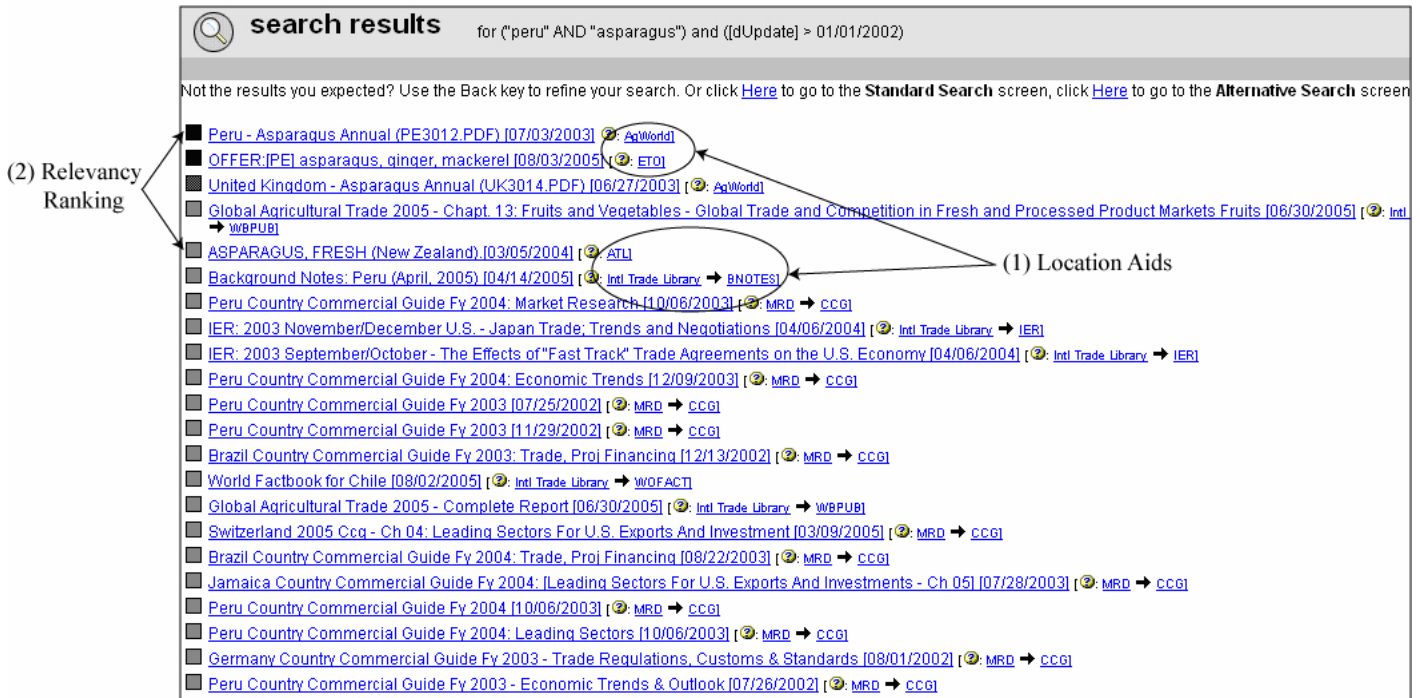 search results for ("peru" AND "asparagus") and ([dUpdate] > 01/01/2002)
Not the results you expected? Use the Back key to refine your search. Or click Here to go to the Standard Search screen, click Here to go to the Alternative Search screen
Peru - Asparagus Annual (PE3012.PDF) [07/03/2003] [?: AgWorld]
OFFER:[PE] asparagus, ginger, mackerel [08/03/2005] [?: ETO]
(2) Relevancy
Ranking
United Kingdom - Asparagus Annual (UK3014.PDF) [06/27/2003] [?: AgWorld]
Global Agricultural Trade 2005 - Chapt. 13: Fruits and Vegetables - Global Trade and Competition in Fresh and Processed Product Markets Fruits [06/30/2005] [?: Intl
➔ WBPUB]
ASPARAGUS, FRESH (New Zealand).[03/05/2004] [?: ATL]
(1) Location Aids
Background Notes: Peru (April, 2005) [04/14/2005] [?: Intl Trade Library ➔ BNOTES]
Peru Country Commercial Guide Fy 2004: Market Research [10/06/2003] [?: MRD ➔ CCG]
IER: 2003 November/December U.S. - Japan Trade; Trends and Negotiations [04/06/2004] [?: Intl Trade Library ➔ IER]
IER: 2003 September/October - The Effects of "Fast Track" Trade Agreements on the U.S. Economy [04/06/2004] [?: Intl Trade Library ➔ IER]
Peru Country Commercial Guide Fy 2004: Economic Trends [12/09/2003] [?: MRD ➔ CCG]
Peru Country Commercial Guide Fy 2003 [07/25/2002] [?: MRD ➔ CCG]
Peru Country Commercial Guide Fy 2003 [11/29/2002] [?: MRD ➔ CCG]
Brazil Country Commercial Guide Fy 2003: Trade, Proj Financing [12/13/2002] [?: MRD ➔ CCG]
World Factbook for Chile [08/02/2005] [?: Intl Trade Library ➔ WOFACT]
Global Agricultural Trade 2005 - Complete Report [06/30/2005] [?: Intl Trade Library ➔ WBPUB]
Switzerland 2005 Ccg - Ch 04: Leading Sectors For U.S. Exports And Investment [03/09/2005] [?: MRD ➔ CCG]
Brazil Country Commercial Guide Fy 2004: Trade, Proj Financing [08/22/2003] [?: MRD ➔ CCG]
Jamaica Country Commercial Guide Fy 2004: [Leading Sectors For U.S. Exports And Investments - Ch 05] [07/28/2003] [?: MRD ➔ CCG]
Peru Country Commercial Guide Fy 2004 [10/06/2003] [?: MRD ➔ CCG]
Peru Country Commercial Guide Fy 2004: Leading Sectors [10/06/2003] [?: MRD ➔ CCG]
Germany Country Commercial Guide Fy 2003 - Trade Regulations, Customs & Standards [08/01/2002] [?: MRD ➔ CCG]
Peru Country Commercial Guide Fy 2003 - Economic Trends & Outlook [07/26/2002] [?: MRD ➔ CCG]